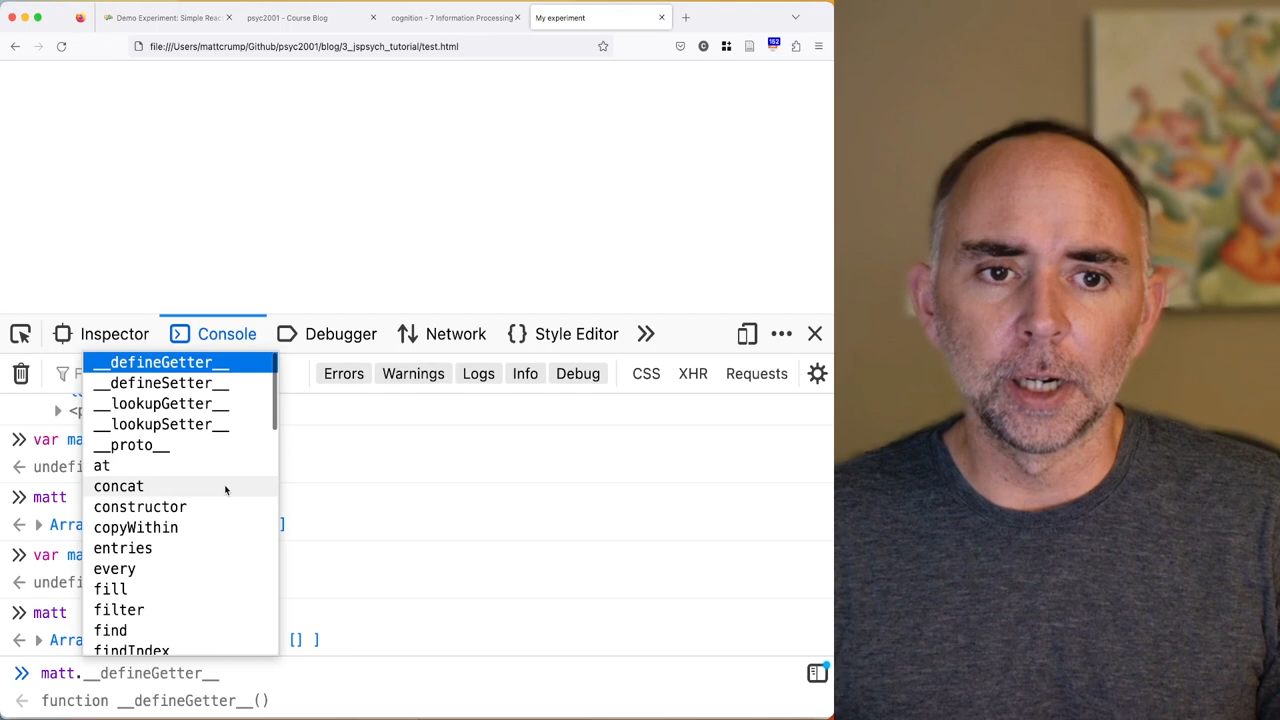 Demo Experiment: Simple Reac
psyc2001 - Course Blog
cognition - 7 Information Processing
My experiment
file:///Users/mattcrump/Github/psyc2001/blog/3_jspsych_tutorial/test.html
152
Inspector
Console
Debugger
Network
Style Editor
F
Errors
Warnings
Logs
Info
Debug
CSS
XHR
Requests
__defineGetter__
__defineSetter__
__lookupGetter__
__lookupSetter__
__proto__
at
concat
constructor
copyWithin
entries
every
fill
filter
find
findIndex
<p
var ma
undefi
matt
Arra ]
var ma
undefi
matt
Arra [] ]
matt.__defineGetter__
function __defineGetter__()